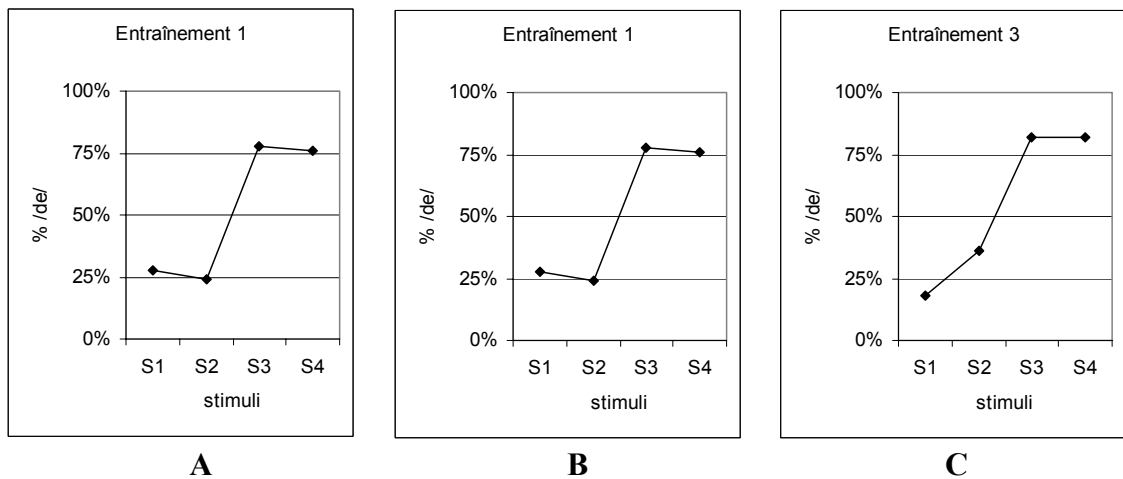 Entraînement 1
100%
75%
50%
25%
0%
% /de/
S1 S2 S3 S4
stimuli
A
Entraînement 1
100%
75%
50%
25%
0%
% /de/
S1 S2 S3 S4
stimuli
B
Entraînement 3
100%
75%
50%
25%
0%
% /de/
S1 S2 S3 S4
stimuli
C